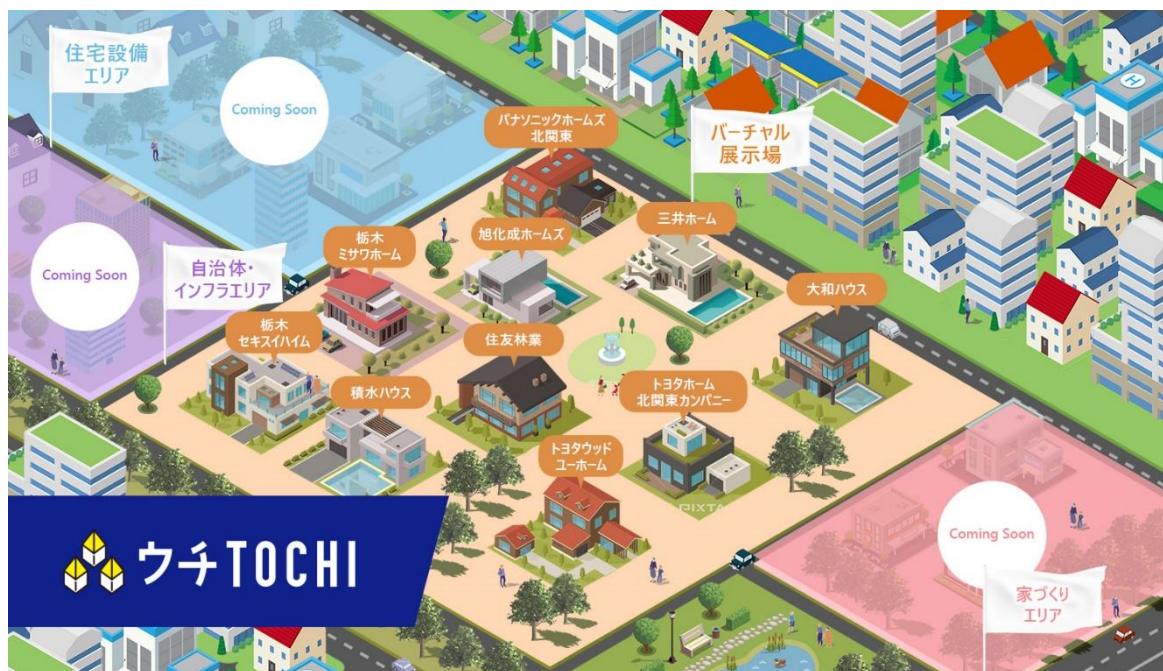 住宅設備
エリア
Coming Soon
パナソニックホームズ
北関東
バーチャル
展示場
栃木
ミサワホーム
旭化成ホームズ
三井ホーム
Coming Soon
自治体・
インフラエリア
大和ハウス
栃木
セキスイハイム
住友林業
積水ハウス
トヨタホーム
北関東カンパニー
トヨタウッド
ユーホーム
PIXTA
Coming Soon
ウチTOCHI
家づくり
エリア
H